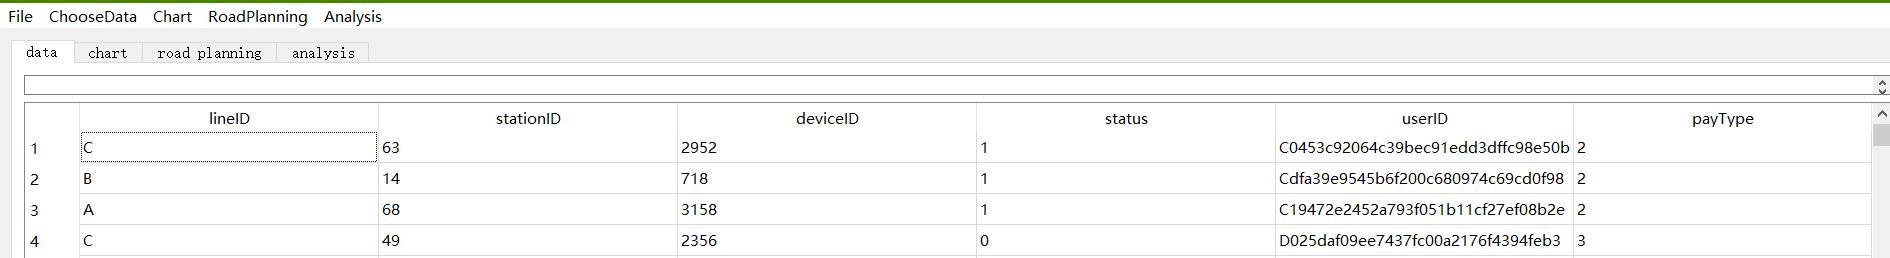 File ChooseData Chart RoadPlanning Analysis
data chart road planning analysis
lineID stationID deviceID status userID payType
1 C 63 2952 1 C0453c92064c39bec91edd3dffc98e50b 2
2 B 14 718 1 Cdfa39e9545b6f200c680974c69cd0f98 2
3 A 68 3158 1 C19472e2452a793f051b11cf27ef08b2e 2
4 C 49 2356 0 D025daf09ee7437fc00a2176f4394feb3 3